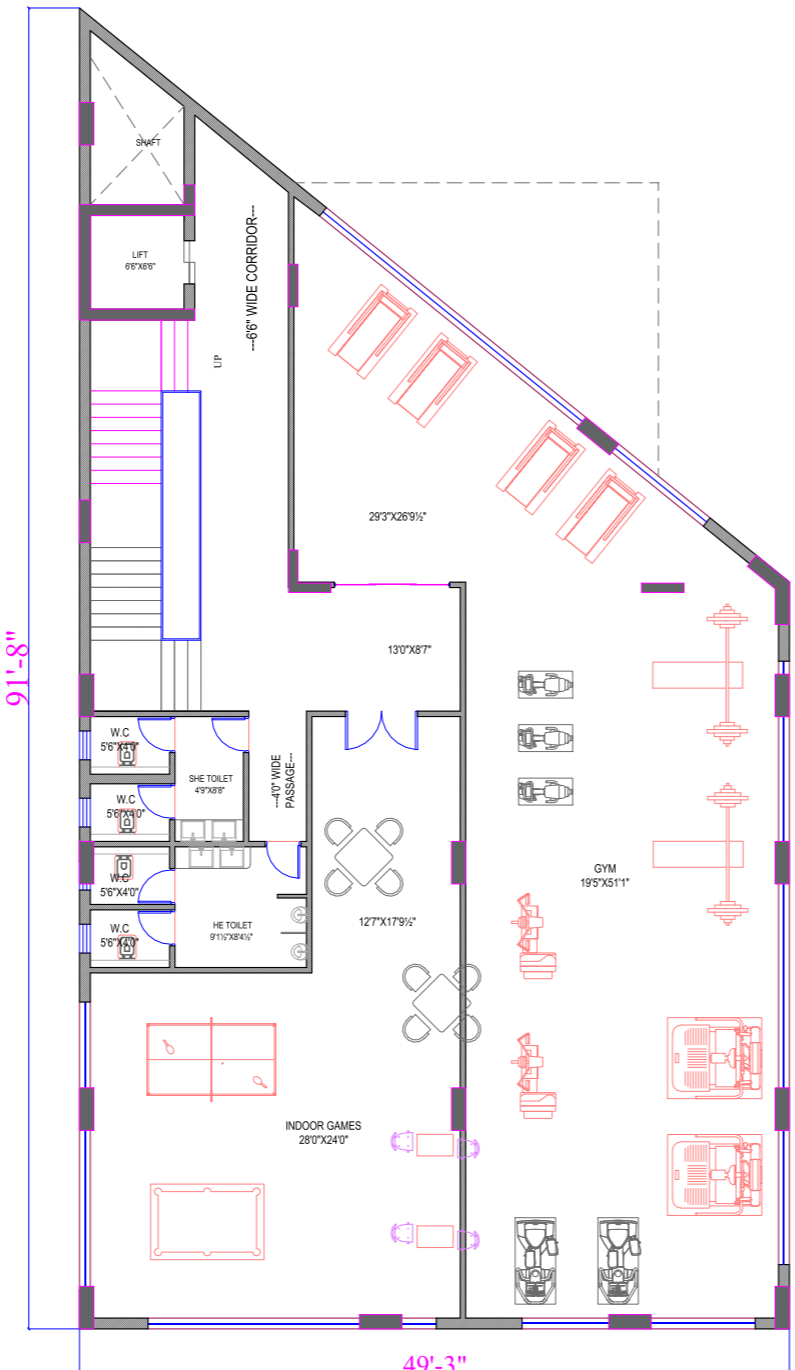 SHAFT
LIFT
6'6"X6'6"
---6'6" WIDE CORRIDOR---
UP
29'3"X26'9½"
91'-8"
13'0"X8'7"
W.C
5'6"X4'0"
SHE TOILET
4'9"X8'8"
---4'0" WIDE
PASSAGE---
W.C
5'6"X4'0"
W.C
5'6"X4'0"
W.C
5'6"X4'0"
HE TOILET
9'1½"X8'4½"
12'7"X17'9½"
GYM
19'5"X51'1"
INDOOR GAMES
28'0"X24'0"
49'-3"